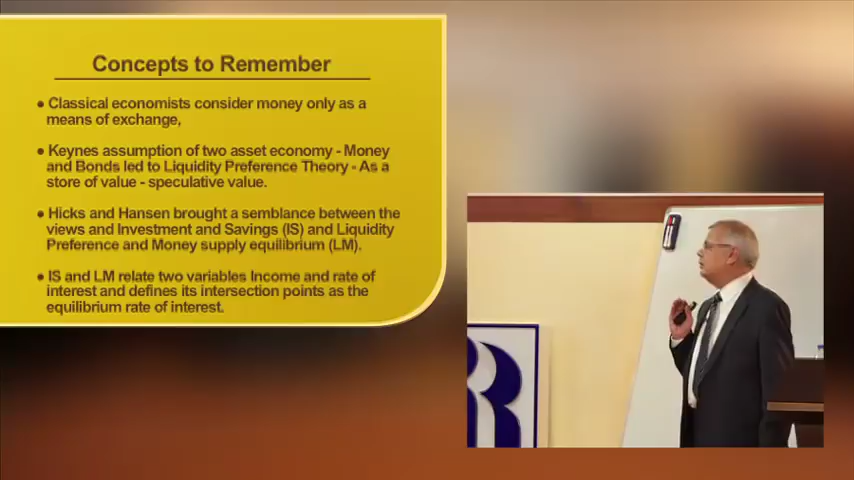 Concepts to Remember
• Classical economists consider money only as a
means of exchange,
• Keynes assumption of two asset economy - Money
and Bonds led to Liquidity Preference Theory - As a
store of value - speculative value.
• Hicks and Hansen brought a semblance between the
views and Investment and Savings (IS) and Liquidity
Preference and Money supply equilibrium (LM).
• IS and LM relate two variables Income and rate of
interest and defines its intersection points as the
equilibrium rate of interest.